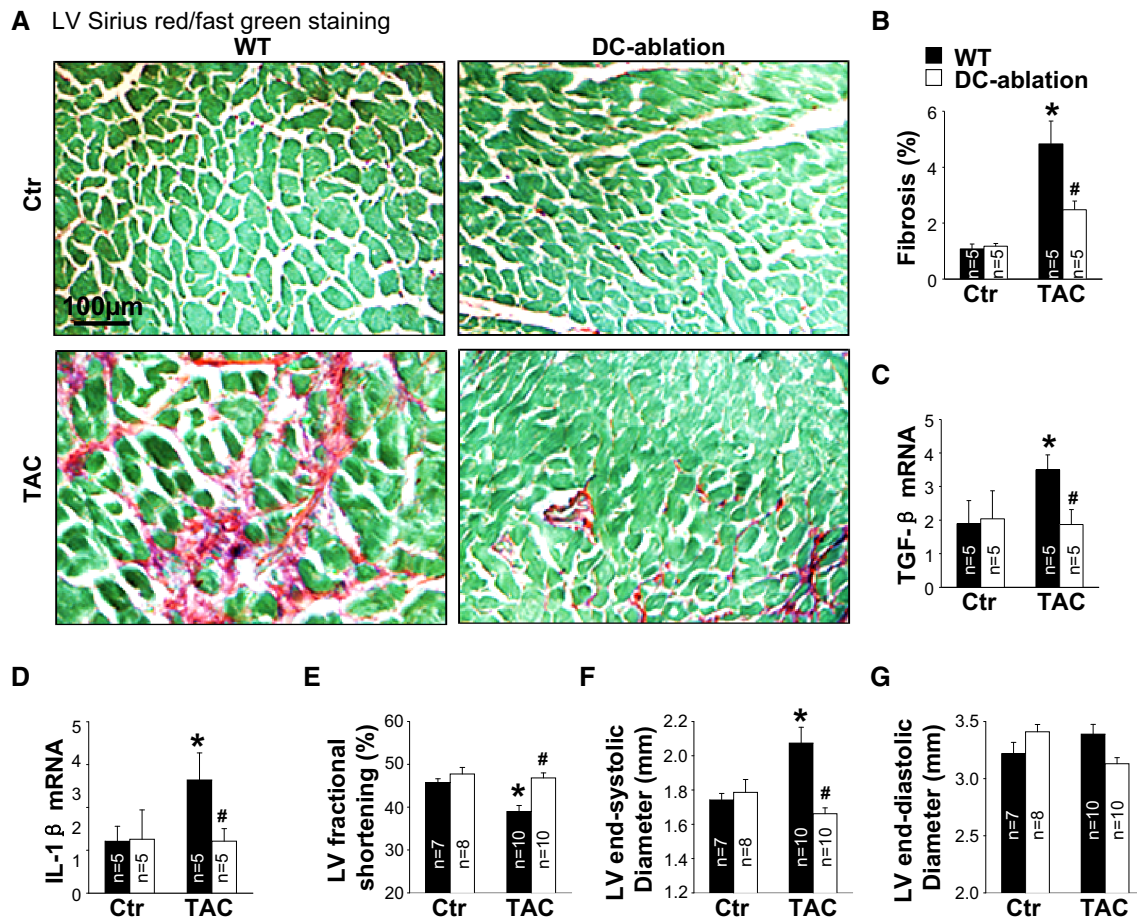 A LV Sirius red/fast green staining
WT DC-ablation
Ctr
100µm
TAC
B
WT
DC-ablation
Fibrosis (%)
6
4
2
0
*
#
n=5 n=5 n=5 n=5
Ctr TAC
C
TGF-β mRNA
5
4
3
2
1
0
*
#
n=5 n=5 n=5 n=5
Ctr TAC
D
IL-1 β mRNA
5
4
3
2
1
0
*
#
n=5 n=5 n=5 n=5
Ctr TAC
E
LV fractional
shortening (%)
60
50
40
30
20
*
#
n=7 n=8 n=10 n=10
Ctr TAC
F
LV end-systolic
Diameter (mm)
2.2
2.0
1.8
1.6
1.4
1.2
*
#
n=7 n=8 n=10 n=10
Ctr TAC
G
LV end-diastolic
Diameter (mm)
3.5
3.0
2.5
2.0
n=7 n=8 n=10 n=10
Ctr TAC